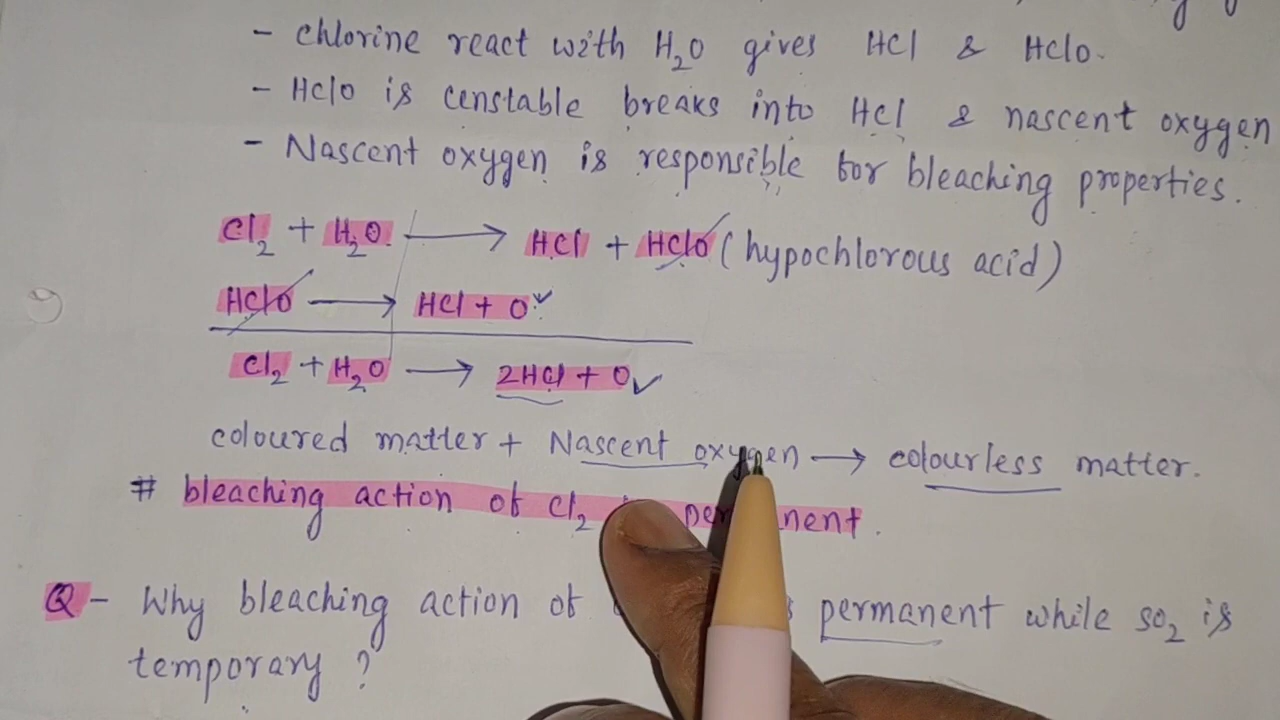 - Chlorine react with H₂O gives HCl & HClO.
- HClO is unstable breaks into HCl & nascent oxygen
- Nascent oxygen is responsible for bleaching properties.
Cl₂ + H₂O ⟶ HCl + HClO (hypochlorous acid)
HClO ⟶ HCl + O ✓
Cl₂ + H₂O ⟶ 2HCl + O ✓
coloured matter + Nascent oxygen ⟶ colourless matter.
# bleaching action of Cl₂ permanent.
Q - Why bleaching action of permanent while SO₂ is
temporary ?